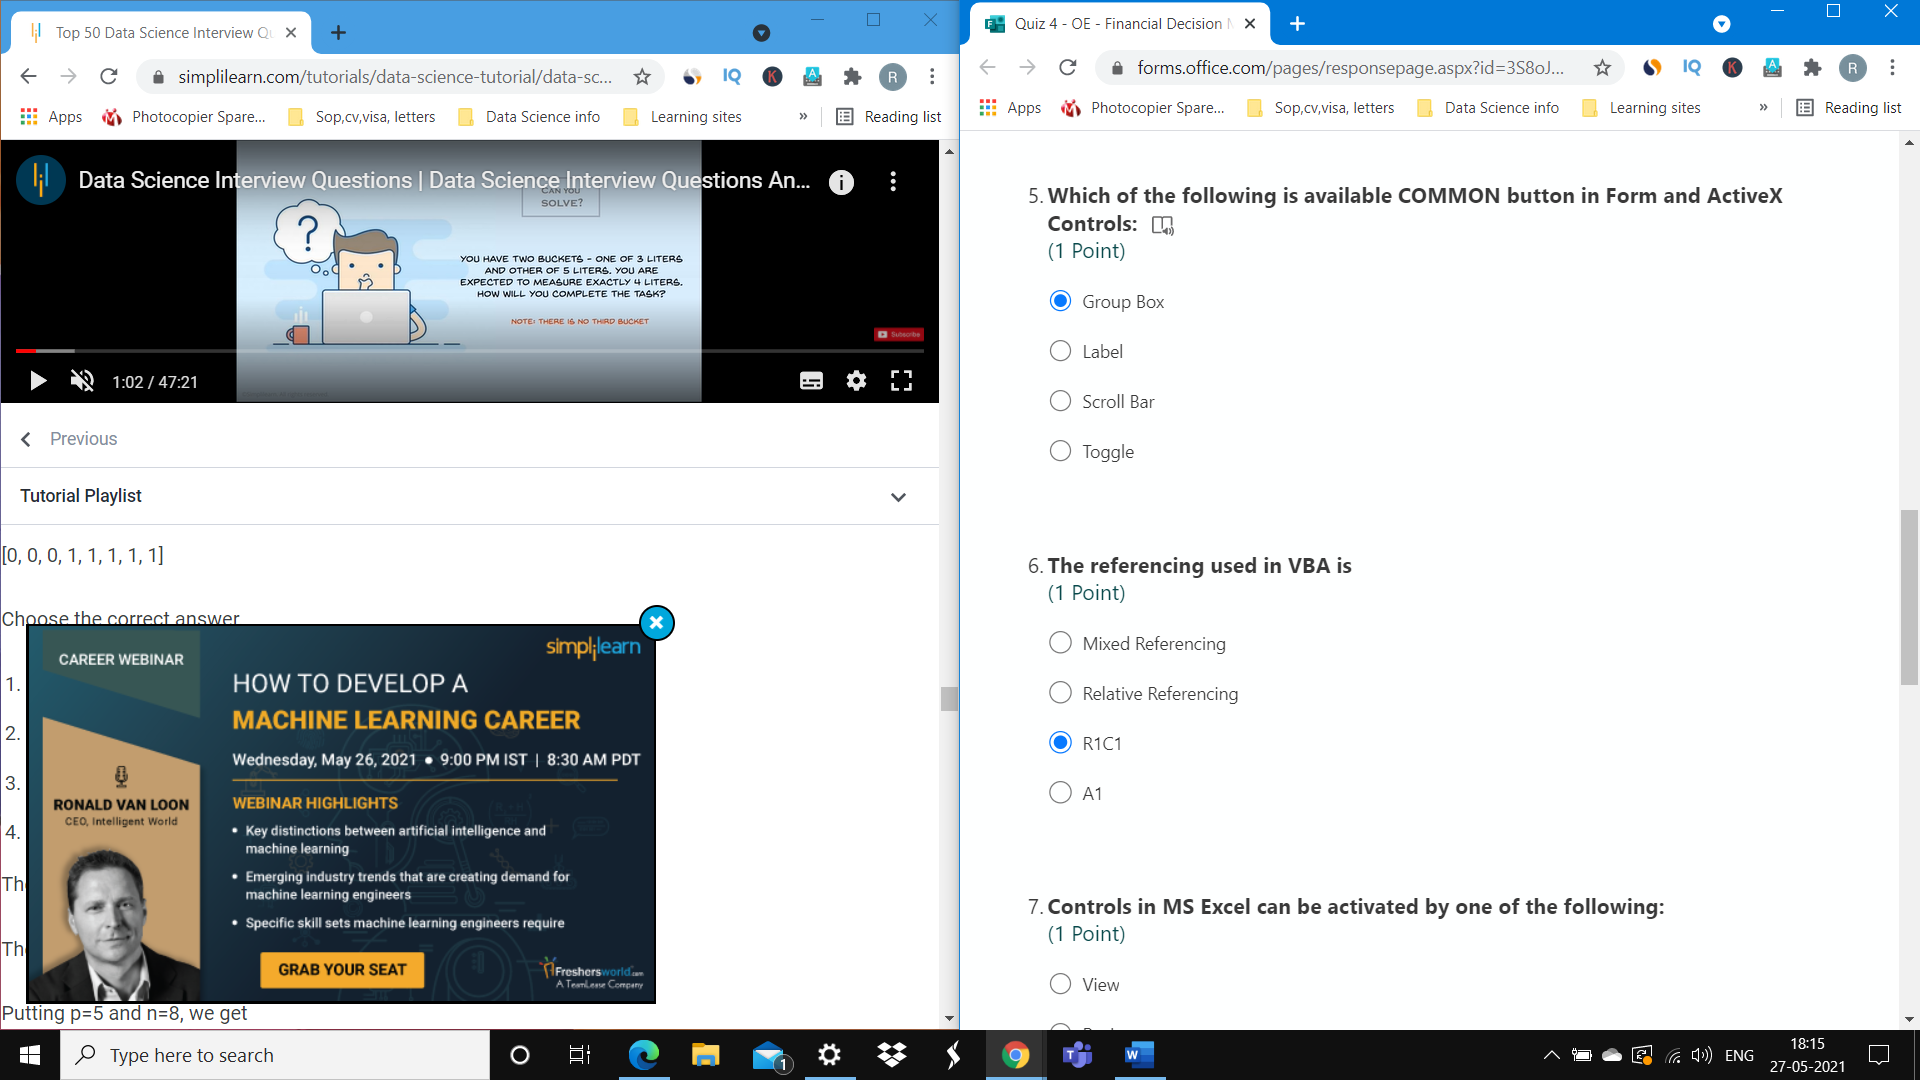 Top 50 Data Science Interview Qu
simplilearn.com/tutorials/data-science-tutorial/data-sc...
IQ
K
R
Apps
Photocopier Spare...
Sop,cv,visa, letters
Data Science info
Learning sites
»
Reading list
Data Science Interview Questions | Data Science Interview Questions An...
CAN YOU
SOLVE?
?
YOU HAVE TWO BUCKETS - ONE OF 3 LITERS
AND OTHER OF 5 LITERS. YOU ARE
EXPECTED TO MEASURE EXACTLY 4 LITERS.
HOW WILL YOU COMPLETE THE TASK?
NOTE: THERE IS NO THIRD BUCKET
Subscribe
1:02 / 47:21
Previous
Tutorial Playlist
[0, 0, 0, 1, 1, 1, 1, 1]
Choose the correct answer
1.
2.
3.
4.
The
The
simplilearn
CAREER WEBINAR
HOW TO DEVELOP A
MACHINE LEARNING CAREER
Wednesday, May 26, 2021 ● 9:00 PM IST | 8:30 AM PDT
RONALD VAN LOON
CEO, Intelligent World
WEBINAR HIGHLIGHTS
• Key distinctions between artificial intelligence and
machine learning
• Emerging industry trends that are creating demand for
machine learning engineers
• Specific skill sets machine learning engineers require
GRAB YOUR SEAT
Freshersworld.com
A TeamLease Company
Putting p=5 and n=8, we get
Quiz 4 - OE - Financial Decision M
forms.office.com/pages/responsepage.aspx?id=3S8oJ...
IQ
K
R
Apps
Photocopier Spare...
Sop,cv,visa, letters
Data Science info
Learning sites
»
Reading list
5. Which of the following is available COMMON button in Form and ActiveX
Controls:
(1 Point)
Group Box
Label
Scroll Bar
Toggle
6. The referencing used in VBA is
(1 Point)
Mixed Referencing
Relative Referencing
R1C1
A1
7. Controls in MS Excel can be activated by one of the following:
(1 Point)
View
Type here to search
1
ENG
18:15
27-05-2021